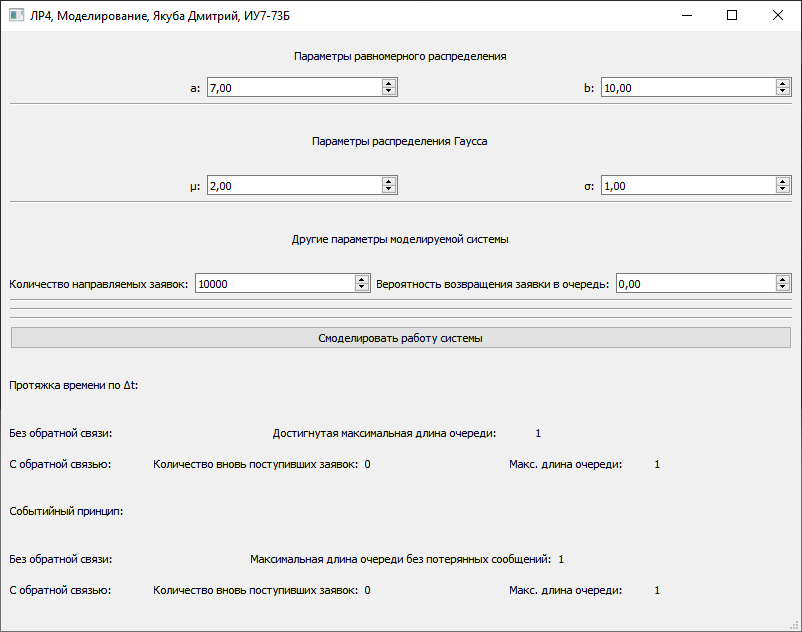 ЛР4, Моделирование, Якуба Дмитрий, ИУ7-73Б
Параметры равномерного распределения
a: 7,00 b: 10,00
Параметры распределения Гаусса
μ: 2,00 σ: 1,00
Другие параметры моделируемой системы
Количество направляемых заявок: 10000 Вероятность возвращения заявки в очередь: 0,00
Смоделировать работу системы
Протяжка времени по Δt:
Без обратной связи: Достигнутая максимальная длина очереди: 1
С обратной связью: Количество вновь поступивших заявок: 0 Макс. длина очереди: 1
Событийный принцип:
Без обратной связи: Максимальная длина очереди без потерянных сообщений: 1
С обратной связью: Количество вновь поступивших заявок: 0 Макс. длина очереди: 1